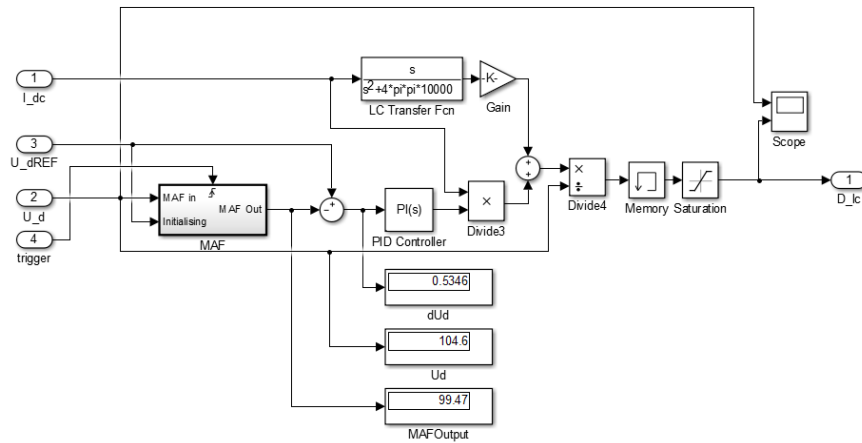 1
I_dc
s
s²+4*pi*pi*10000
LC Transfer Fcn
-K-
Gain
3
U_dREF
2
U_d
4
trigger
MAF in
Initialising
MAF Out
MAF
-
+
PI(s)
PID Controller
×
Divide3
+
+
×
÷
Divide4
Memory
Saturation
Scope
1
D_lc
0.5346
dUd
104.6
Ud
99.47
MAFOutput